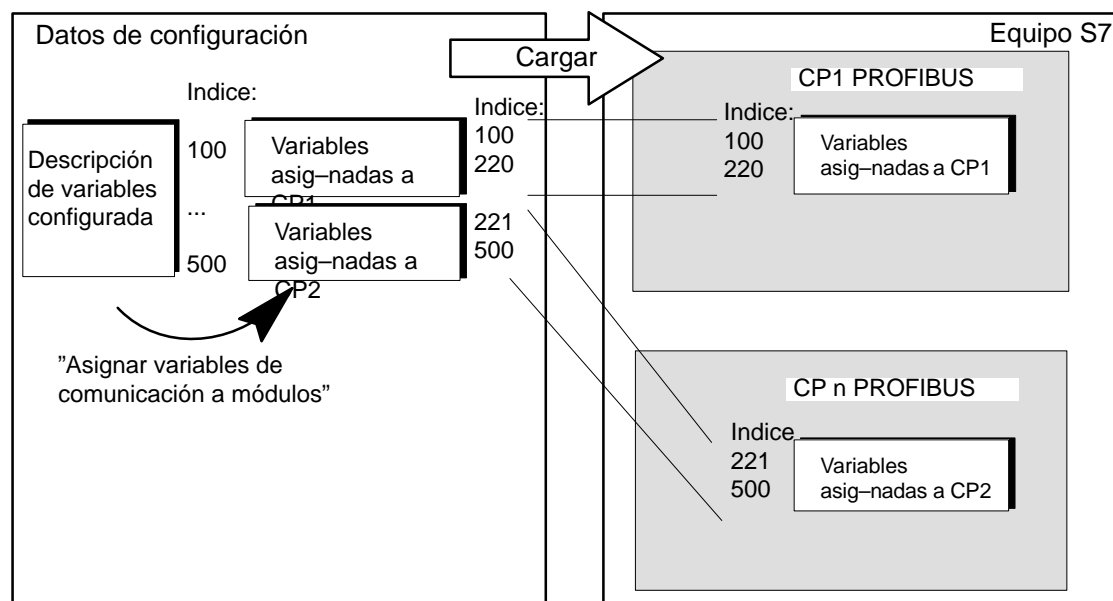 Datos de configuración
Cargar
Equipo S7
Indice:
Descripción
de variables
configurada
100
...
500
Variables
asig–nadas a
CP1
Variables
asig–nadas a
CP2
Indice:
100
220
221
500
”Asignar variables de
comunicación a módulos”
CP1 PROFIBUS
Indice:
100
220
Variables
asig–nadas a CP1
CP n PROFIBUS
Indice
221
500
Variables
asig–nadas a CP2